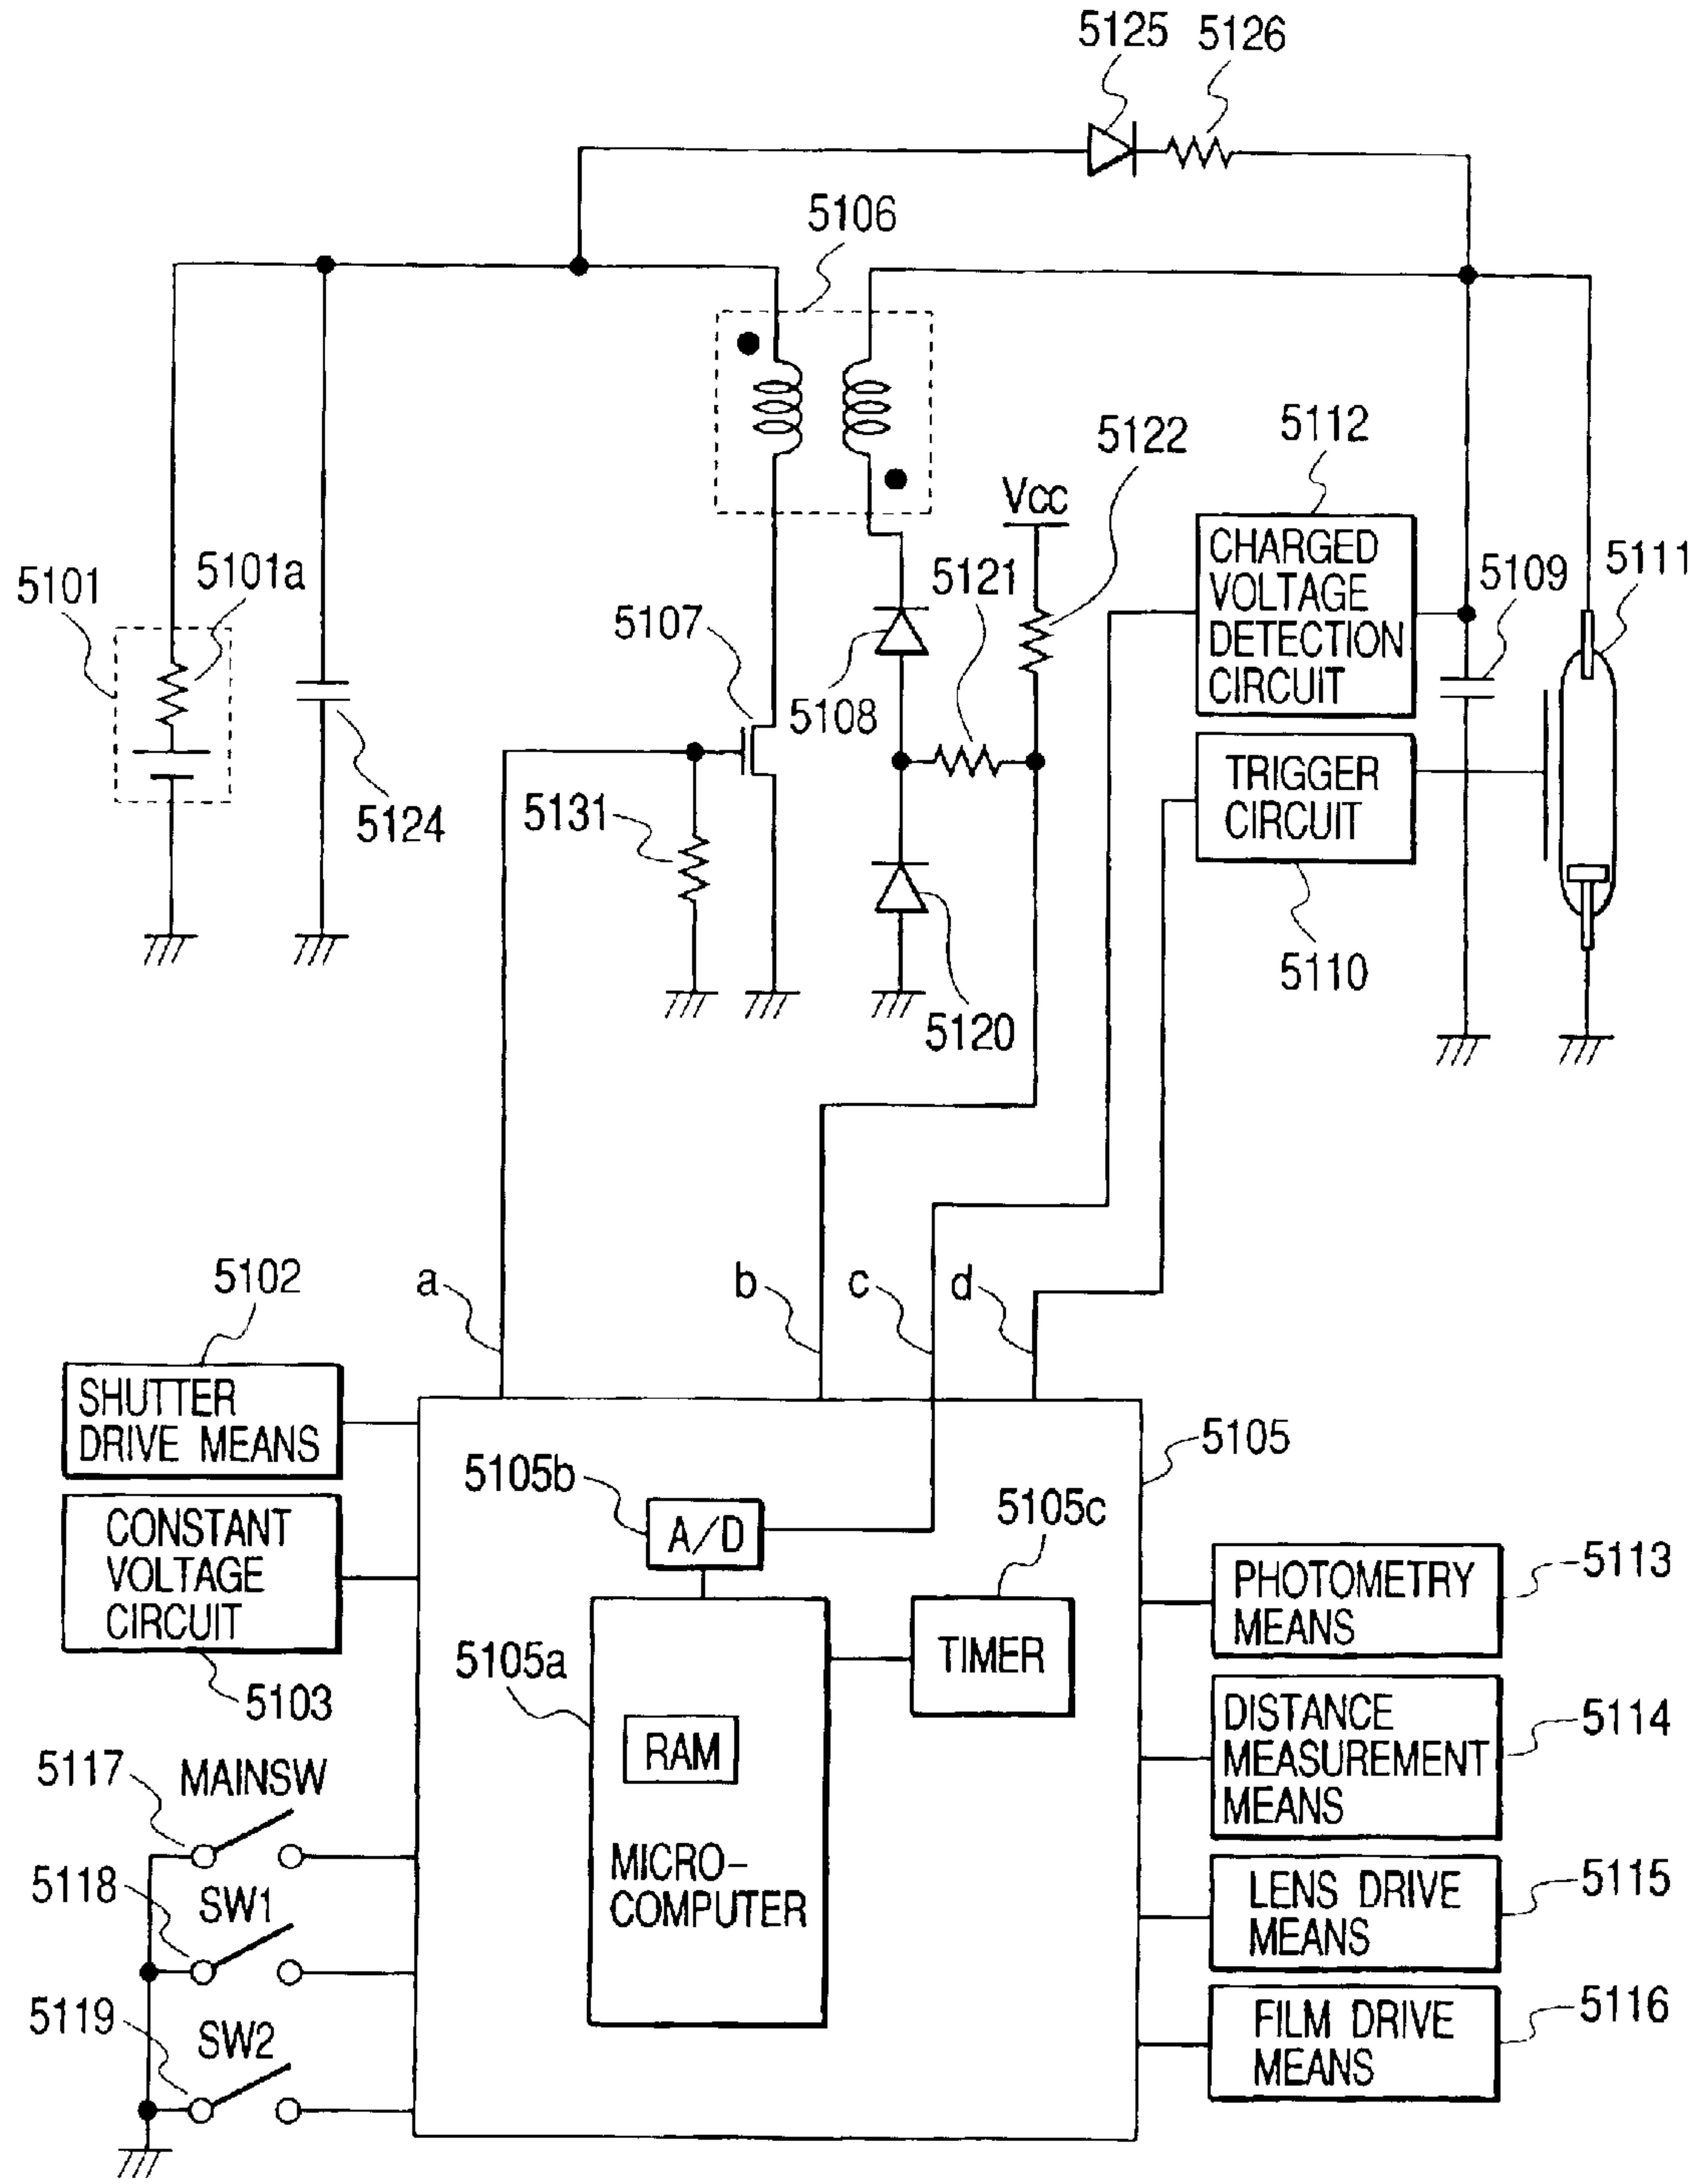 5125 5126
5106
5122
5112
VCC
CHARGED
VOLTAGE
DETECTION
CIRCUIT
5101 5101a
5121
5109
5111
5107
5108
5124
5131
TRIGGER
CIRCUIT
5110
5120
5102
a b c d
SHUTTER
DRIVE MEANS
5105
5105b
A/D
5105c
CONSTANT
VOLTAGE
CIRCUIT
5103
PHOTOMETRY
MEANS
5113
5105a
TIMER
RAM
DISTANCE
MEASUREMENT
MEANS
5114
5117 MAINSW
MICRO-
COMPUTER
5118 SW1
LENS DRIVE
MEANS
5115
5119 SW2
FILM DRIVE
MEANS
5116